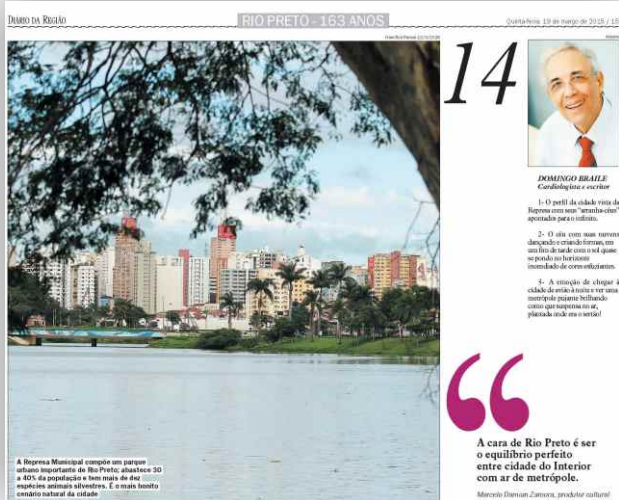 DIÁRIO DA REGIÃO
RIO PRETO - 163 ANOS
Quinta-feira, 19 de março de 2015 / 15
14
DOMINGO BRAILE
Cardiologista e escritor
1- O perfil da cidade vista da
Represa com seus "arranha-céus"
apontados para o infinito.
2- O céu com suas nuvens
dançando e criando formas, em
um fim de tarde com o sol quase
se pondo no horizonte
inundado de cores
3- A emoção de chegar à
cidade de avião à noite e ver uma
metrópole pujante brilhando
como que suspensa no ar,
plantada onde era o sertão!
A cara de Rio Preto é ser
o equilíbrio perfeito
entre cidade do Interior
com ar de metrópole.
Marcelo Zamora, produtor cultural
A Represa Municipal compõe um parque
urbano importante de Rio Preto; abastece 30
a 40% da população e tem mais de dez
espécies animais silvestres. É o mais bonito
cenário natural da cidade